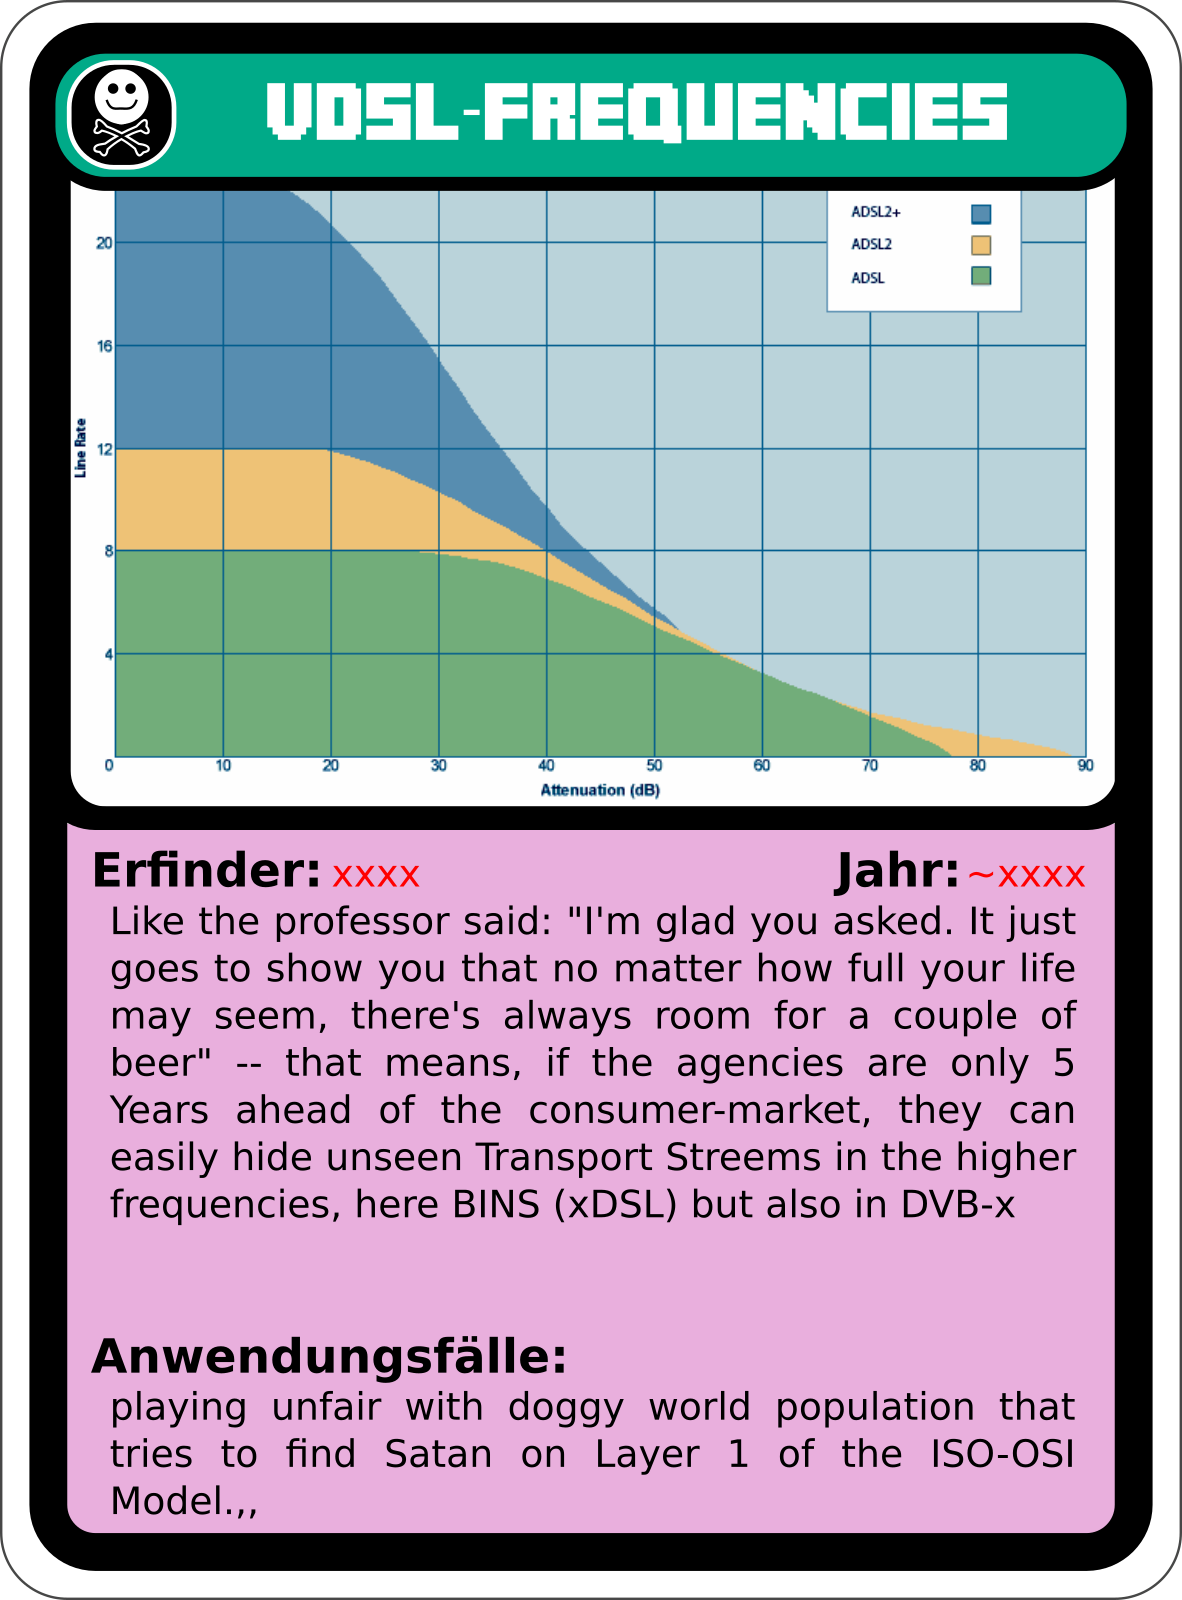 VDSL-FREQUENCIES
ADSL2+
ADSL2
ADSL
20
16
12
8
4
Line Rate
0 10 20 30 40 50 60 70 80 90
Attenuation (dB)
Erfinder: xxxx Jahr: ~xxxx
Like the professor said: "I'm glad you asked. It just
goes to show you that no matter how full your life
may seem, there's always room for a couple of
beer" -- that means, if the agencies are only 5
Years ahead of the consumer-market, they can
easily hide unseen Transport Streems in the higher
frequencies, here BINS (xDSL) but also in DVB-x
Anwendungsfälle:
playing unfair with doggy world population that
tries to find Satan on Layer 1 of the ISO-OSI
Model.,,